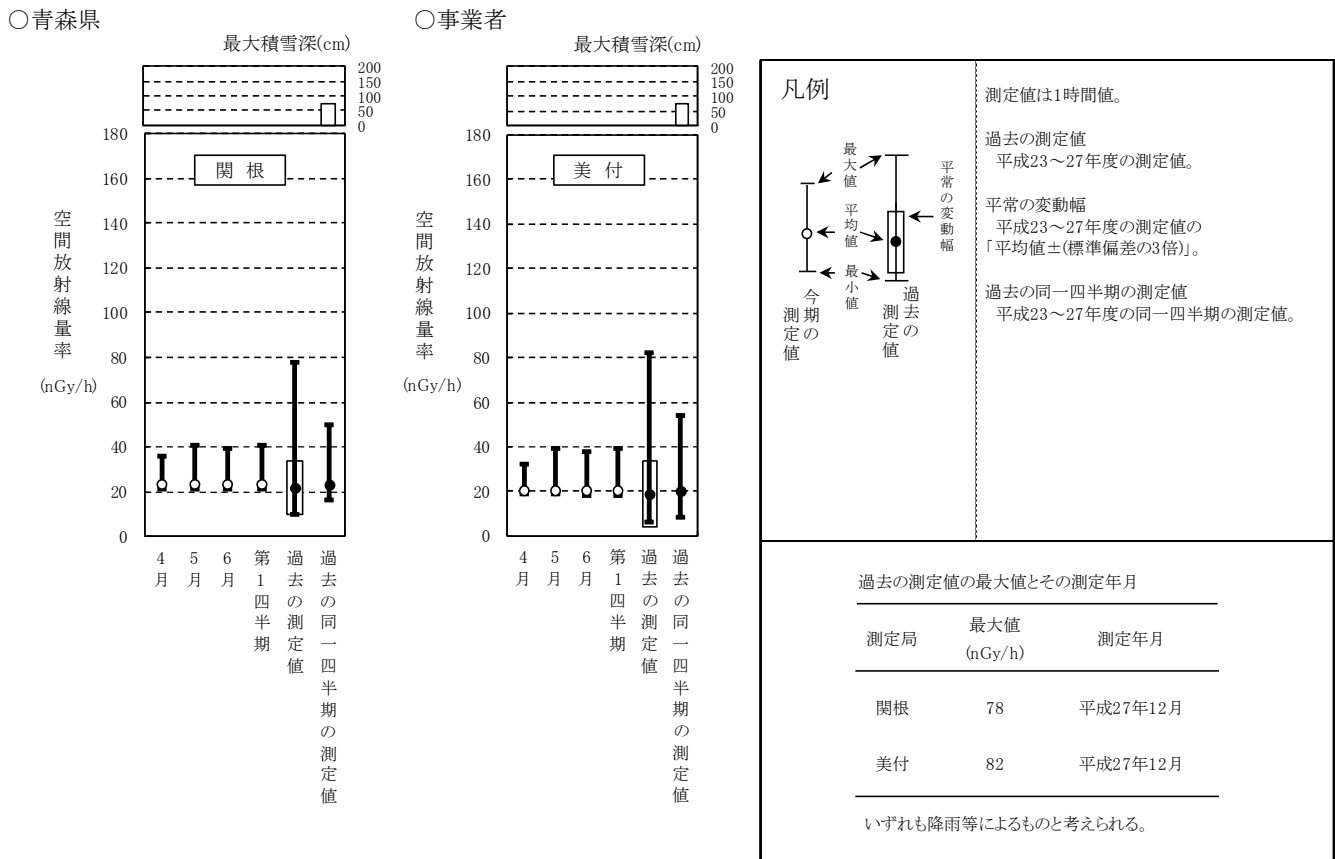 ○青森県
最大積雪深(cm)
200
150
100
50
0
180
160
140
120
100
80
60
40
20
0
関 根
空間放射線量率
(nGy/h)
4月
5月
6月
第1四半期
過去の測定値
過去の同一四半期の測定値
○事業者
最大積雪深(cm)
200
150
100
50
0
180
160
140
120
100
80
60
40
20
0
美 付
空間放射線量率
(nGy/h)
4月
5月
6月
第1四半期
過去の測定値
過去の同一四半期の測定値
凡例
最大値
平均値
最小値
平常の変動幅
今期の
測定値
過去の
測定値
測定値は1時間値。
過去の測定値
平成23～27年度の測定値。
平常の変動幅
平成23～27年度の測定値の
「平均値±(標準偏差の3倍)」。
過去の同一四半期の測定値
平成23～27年度の同一四半期の測定値。
過去の測定値の最大値とその測定年月
測定局 最大値 (nGy/h) 測定年月
関根 78 平成27年12月
美付 82 平成27年12月
いずれも降雨等によるものと考えられる。